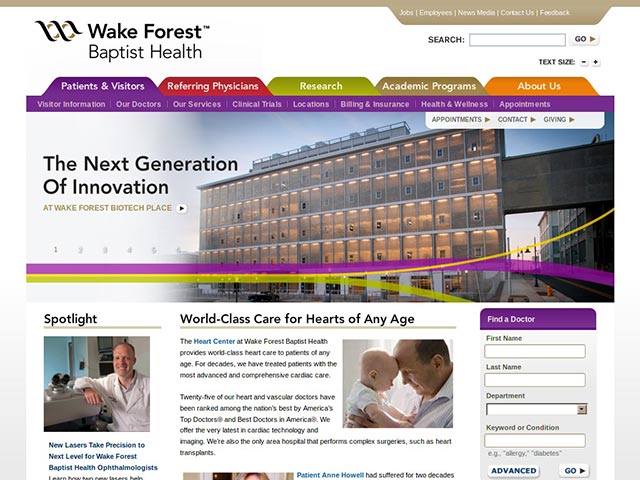 Jobs | Employees | News Media | Contact Us | Feedback
Wake Forest™
Baptist Health
SEARCH: GO
TEXT SIZE: − +
Patients & Visitors Referring Physicians Research Academic Programs About Us
Visitor Information | Our Doctors | Our Services | Clinical Trials | Locations | Billing & Insurance | Health & Wellness | Appointments
APPOINTMENTS CONTACT GIVING
The Next Generation
Of Innovation
AT WAKE FOREST BIOTECH PLACE
1 2 3 4 5 6
Spotlight
New Lasers Take Precision to
Next Level for Wake Forest
Baptist Health Ophthalmologists
Learn how two new lasers help
World-Class Care for Hearts of Any Age
The Heart Center at Wake Forest Baptist Health
provides world-class heart care to patients of any
age. For decades, we have treated patients with the
most advanced and comprehensive cardiac care.
Twenty-five of our heart and vascular doctors have
been ranked among the nation's best by America's
Top Doctors® and Best Doctors in America®. We
offer the very latest in cardiac technology and
imaging. We're also the only area hospital that performs complex surgeries, such as heart
transplants.
Patient Anne Howell had suffered for two decades
Find a Doctor
First Name
Last Name
Department
Keyword or Condition
e.g., "allergy," "diabetes"
ADVANCED GO